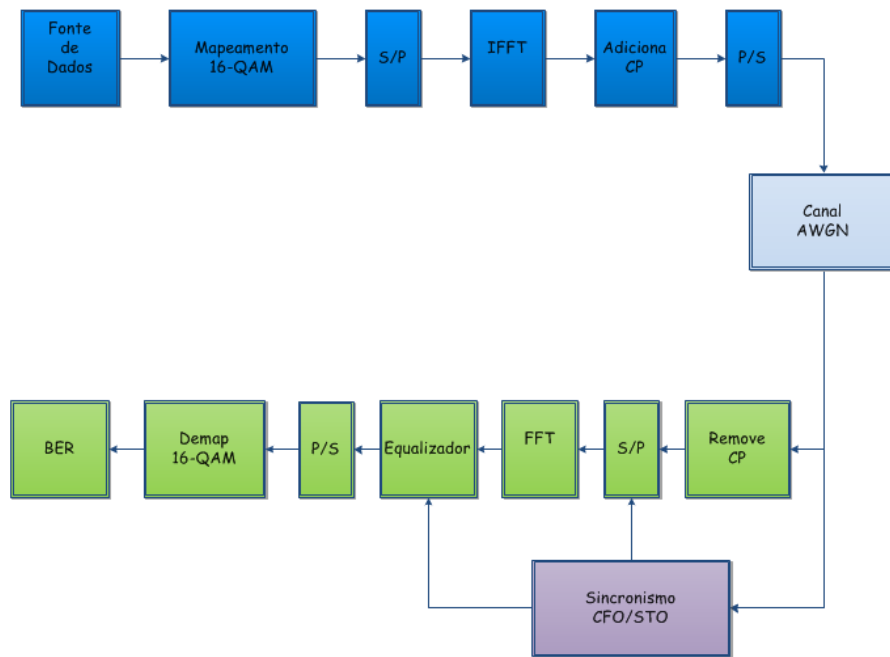 Fonte
de
Dados
Mapeamento
16-QAM
S/P
IFFT
Adiciona
CP
P/S
Canal
AWGN
BER
Demap
16-QAM
P/S
Equalizador
FFT
S/P
Remove
CP
Sincronismo
CFO/STO